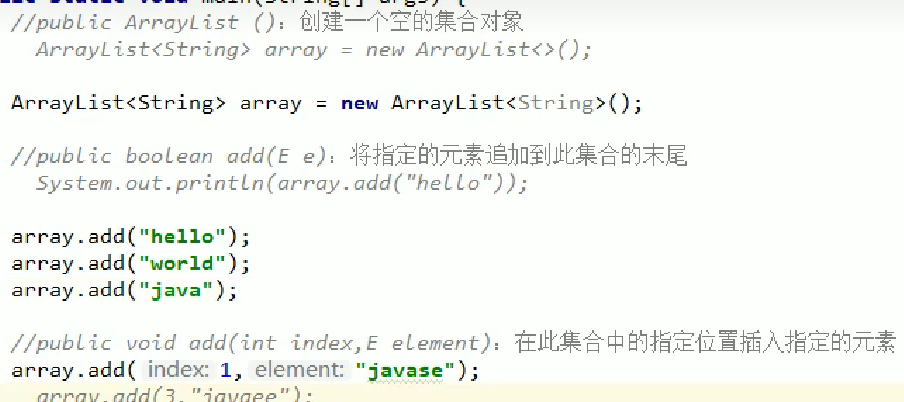 static void main(String[] args) {
//public ArrayList ()：创建一个空的集合对象
ArrayList<String> array = new ArrayList<>();
ArrayList<String> array = new ArrayList<String>();
//public boolean add(E e)：将指定的元素追加到此集合的末尾
System.out.println(array.add("hello"));
array.add("hello");
array.add("world");
array.add("java");
//public void add(int index,E element)：在此集合中的指定位置插入指定的元素
array.add( index: 1, element: "javase");
array.add(3,"javaee");